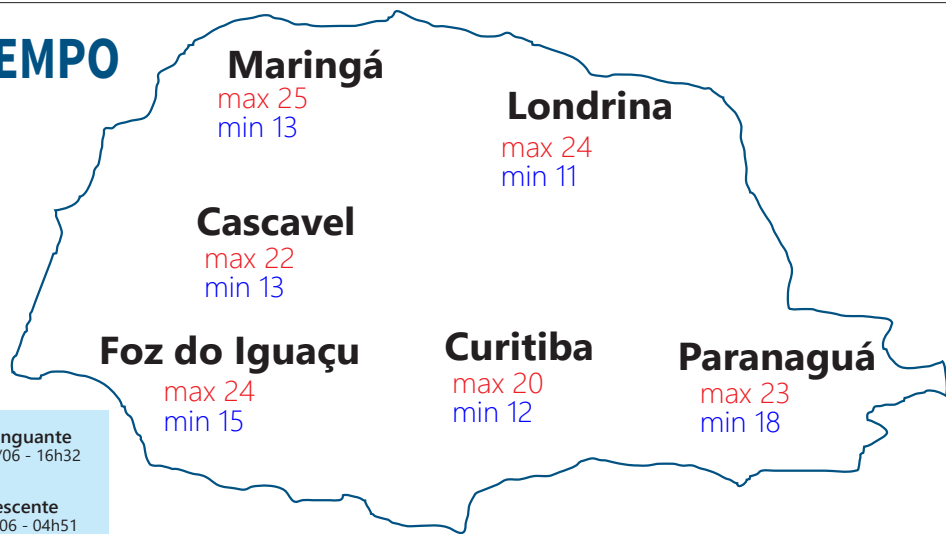 EMPO
Maringá
max 25
min 13
Londrina
max 24
min 11
Cascavel
max 22
min 13
Foz do Iguaçu
max 24
min 15
Curitiba
max 20
min 12
Paranaguá
max 23
min 18
nguante
/06 - 16h32
escente
06 - 04h51